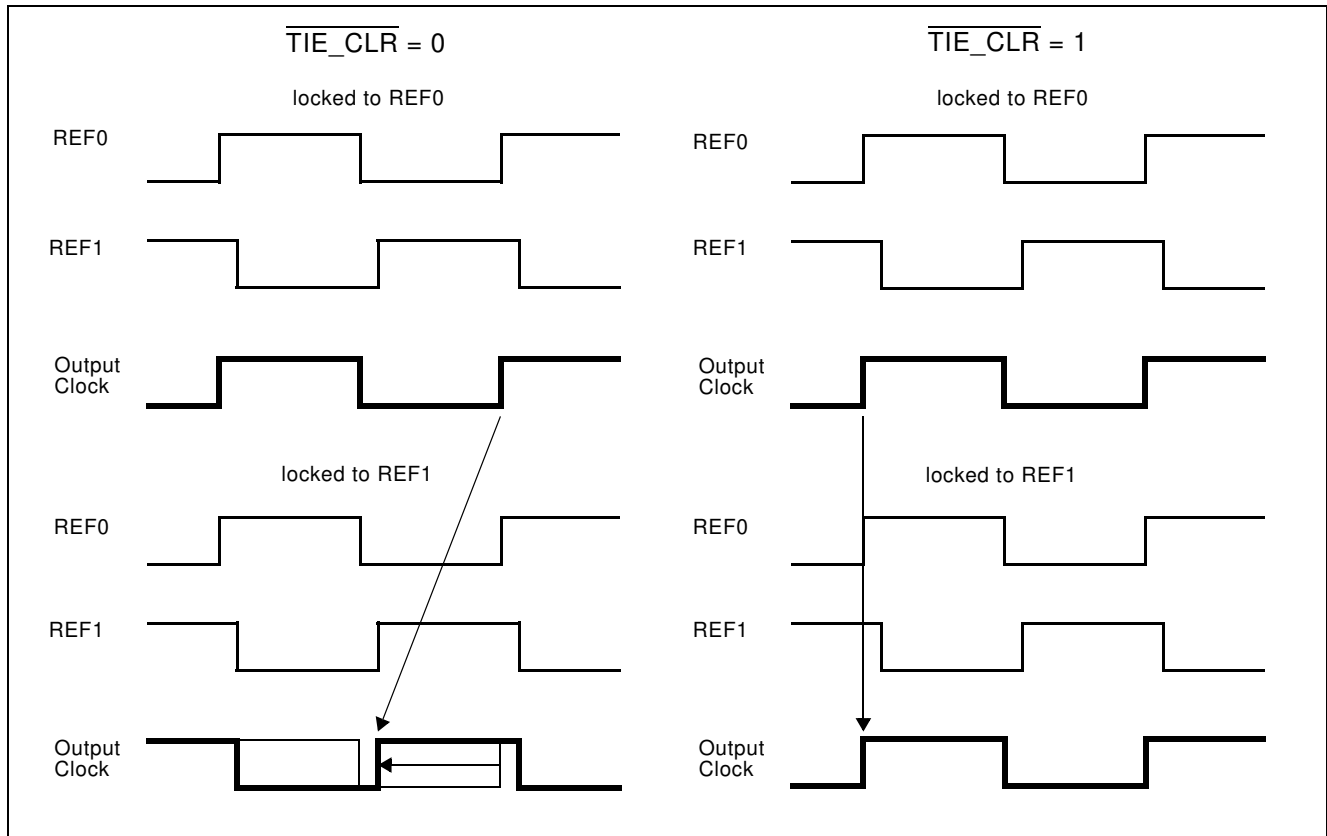 TIE_CLR = 0
locked to REF0
REF0
REF1
Output
Clock
locked to REF1
REF0
REF1
Output
Clock
TIE_CLR = 1
locked to REF0
REF0
REF1
Output
Clock
locked to REF1
REF0
REF1
Output
Clock